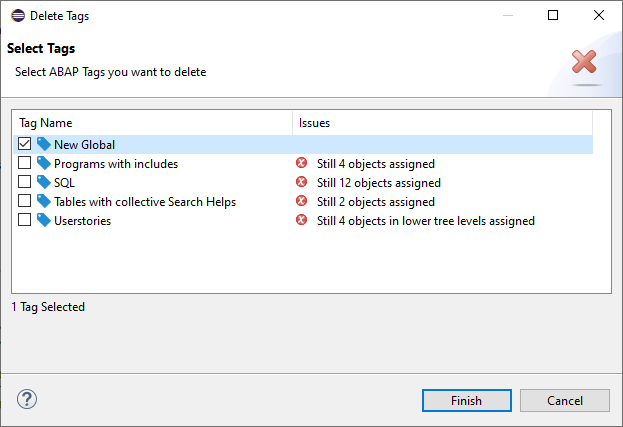 Delete Tags
Select Tags
Select ABAP Tags you want to delete
Tag Name Issues
New Global
Programs with includes Still 4 objects assigned
SQL Still 12 objects assigned
Tables with collective Search Helps Still 2 objects assigned
Userstories Still 4 objects in lower tree levels assigned
1 Tag Selected
? Finish Cancel